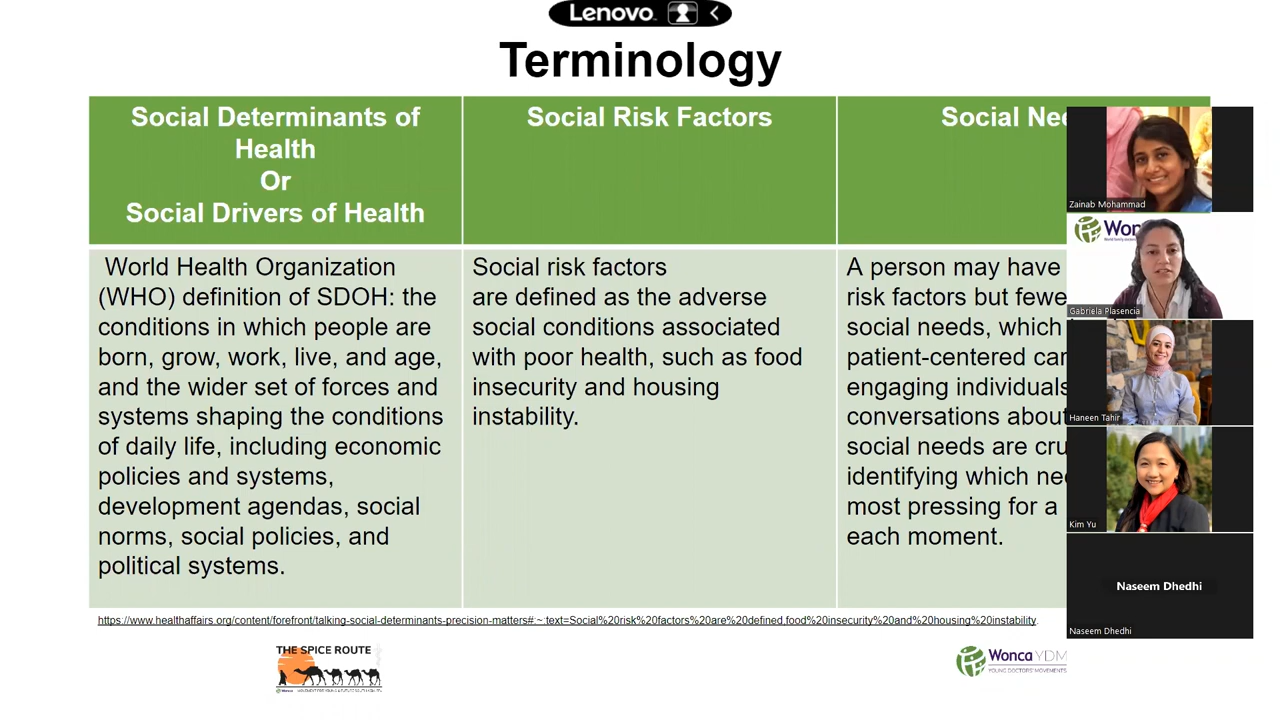 Lenovo
Terminology
Social Determinants of
Health
Or
Social Drivers of Health
World Health Organization
(WHO) definition of SDOH: the
conditions in which people are
born, grow, work, live, and age,
and the wider set of forces and
systems shaping the conditions
of daily life, including economic
policies and systems,
development agendas, social
norms, social policies, and
political systems.
Social Risk Factors
Social risk factors
are defined as the adverse
social conditions associated
with poor health, such as food
insecurity and housing
instability.
Social Nee
A person may have
risk factors but fewe
social needs, which
patient-centered car
engaging individuals
conversations about
social needs are cru
identifying which nee
most pressing for a
each moment.
Zainab Mohammad
Wonca
Gabriela Plasencia
Haneen Tahir
Kim Yu
Naseem Dhedhi
Naseem Dhedhi
https://www.healthaffairs.org/content/forefront/talking-social-determinants-precision-matters#:~:text=Social%20risk%20factors%20are%20defined,food%20insecurity%20and%20housing%20instability.
THE SPICE ROUTE
Wonca YDM
YOUNG DOCTORS' MOVEMENTS